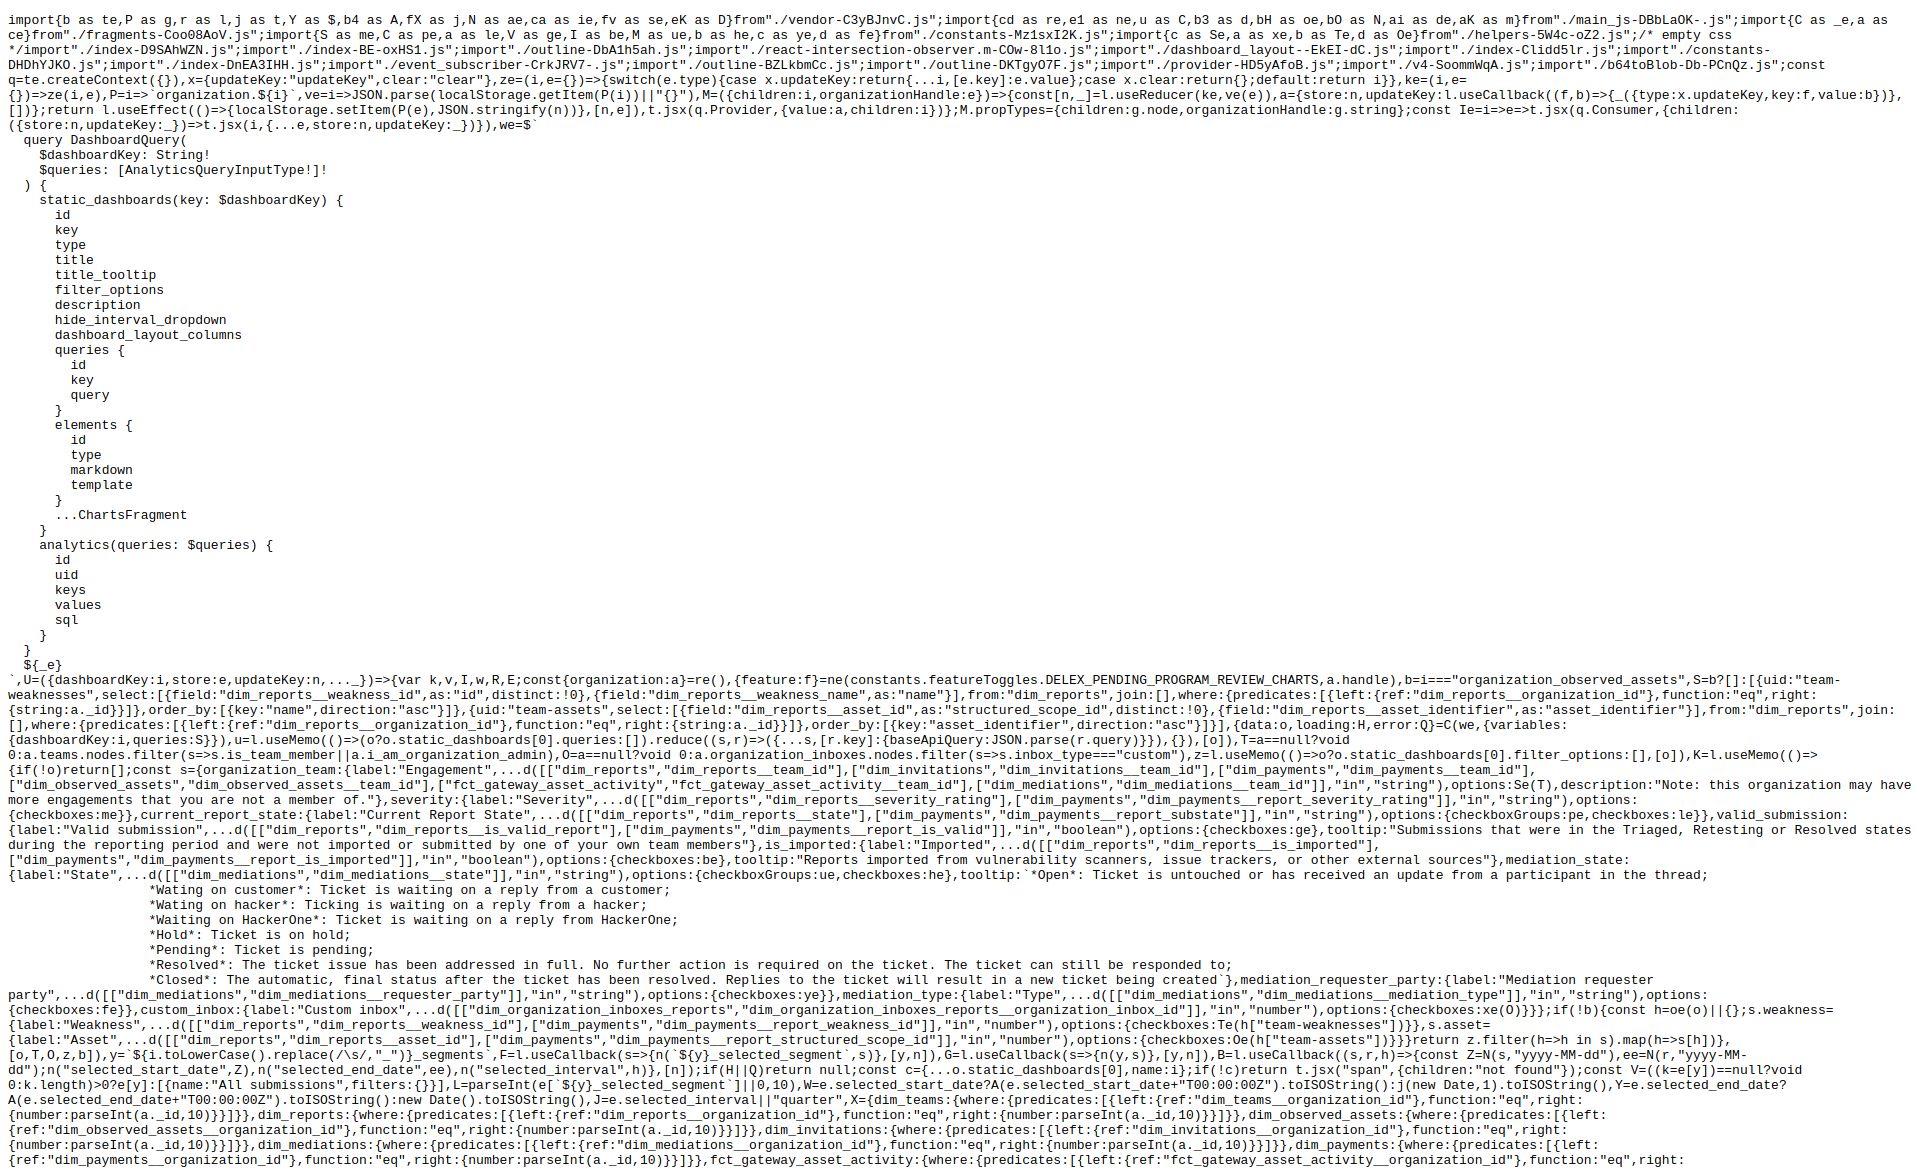 import{b as te,P as g,r as l,j as t,Y as $,b4 as A,fX as j,N as ae,ca as ie,fv as se,eK as D}from"./vendor-C3yBJnvC.js";import{cd as re,e1 as ne,u as C,b3 as d,bH as oe,bO as N,ai as de,aK as m}from"./main_js-DBbLaOK-.js";import{C as _e,a as
ce}from"./fragments-Coo08AoV.js";import{S as me,C as pe,a as le,V as ge,I as be,M as ue,b as he,c as ye,d as fe}from"./constants-Mz1sxI2K.js";import{c as Se,a as xe,b as Te,d as Oe}from"./helpers-5W4c-oZ2.js";/* empty css
*/import"./index-D9SAhWZN.js";import"./index-BE-oxHS1.js";import"./outline-DbA1h5ah.js";import"./react-intersection-observer.m-COw-8l1o.js";import"./dashboard_layout--EkEI-dC.js";import"./index-Clidd5lr.js";import"./constants-
DHDhYJKO.js";import"./index-DnEA3IHH.js";import"./event_subscriber-CrkJRV7-.js";import"./outline-BZLkbmCc.js";import"./outline-DKTgyO7F.js";import"./provider-HD5yAfoB.js";import"./v4-SoommWqA.js";import"./b64toBlob-Db-PCnQz.js";const
q=te.createContext({}),x={updateKey:"updateKey",clear:"clear"},ze=(i,e={})=>{switch(e.type){case x.updateKey:return{...i,[e.key]:e.value};case x.clear:return{};default:return i}},ke=(i,e=
{})=>ze(i,e),P=i=>`organization.${i}`,ve=i=>JSON.parse(localStorage.getItem(P(i))||"{}"),M=({children:i,organizationHandle:e})=>{const[n,_]=l.useReducer(ke,ve(e)),a={store:n,updateKey:l.useCallback((f,b)=>{_({type:x.updateKey,key:f,value:b})},
[])};return l.useEffect(()=>{localStorage.setItem(P(e),JSON.stringify(n))},[n,e]),t.jsx(q.Provider,{value:a,children:i})};M.propTypes={children:g.node,organizationHandle:g.string};const Ie=i=>e=>t.jsx(q.Consumer,{children:
({store:n,updateKey:_})=>t.jsx(i,{...e,store:n,updateKey:_})}),we=$`
query DashboardQuery(
$dashboardKey: String!
$queries: [AnalyticsQueryInputType!]!
) {
static_dashboards(key: $dashboardKey) {
id
key
type
title
title_tooltip
filter_options
description
hide_interval_dropdown
dashboard_layout_columns
queries {
id
key
query
}
elements {
id
type
markdown
template
}
...ChartsFragment
}
analytics(queries: $queries) {
id
uid
keys
values
sql
}
}
${_e}
`,U=({dashboardKey:i,store:e,updateKey:n,..._})=>{var k,v,I,w,R,E;const{organization:a}=re(),{feature:f}=ne(constants.featureToggles.DELEX_PENDING_PROGRAM_REVIEW_CHARTS,a.handle),b=i==="organization_observed_assets",S=b?[]:[{uid:"team-
weaknesses",select:[{field:"dim_reports__weakness_id",as:"id",distinct:!0},{field:"dim_reports__weakness_name",as:"name"}],from:"dim_reports",join:[],where:{predicates:[{left:{ref:"dim_reports__organization_id"},function:"eq",right:
{string:a._id}}]},order_by:[{key:"name",direction:"asc"}]},{uid:"team-assets",select:[{field:"dim_reports__asset_id",as:"structured_scope_id",distinct:!0},{field:"dim_reports__asset_identifier",as:"asset_identifier"}],from:"dim_reports",join:
[],where:{predicates:[{left:{ref:"dim_reports__organization_id"},function:"eq",right:{string:a._id}}]},order_by:[{key:"asset_identifier",direction:"asc"}]}],{data:o,loading:H,error:Q}=C(we,{variables:
{dashboardKey:i,queries:S}}),u=l.useMemo(()=>(o?o.static_dashboards[0].queries:[]).reduce((s,r)=>({...s,[r.key]:{baseApiQuery:JSON.parse(r.query)}}),{}),[o]),T=a==null?void
0:a.teams.nodes.filter(s=>s.is_team_member||a.i_am_organization_admin),O=a==null?void 0:a.organization_inboxes.nodes.filter(s=>s.inbox_type==="custom"),z=l.useMemo(()=>o?o.static_dashboards[0].filter_options:[],[o]),K=l.useMemo(()=>
{if(!o)return[];const s={organization_team:{label:"Engagement",...d([["dim_reports","dim_reports__team_id"],["dim_invitations","dim_invitations__team_id"],["dim_payments","dim_payments__team_id"],
["dim_observed_assets","dim_observed_assets__team_id"],["fct_gateway_asset_activity","fct_gateway_asset_activity__team_id"],["dim_mediations","dim_mediations__team_id"]],"in","string"),options:Se(T),description:"Note: this organization may have
more engagements that you are not a member of."},severity:{label:"Severity",...d([["dim_reports","dim_reports__severity_rating"],["dim_payments","dim_payments__report_severity_rating"]],"in","string"),options:
{checkboxes:me}},current_report_state:{label:"Current Report State",...d([["dim_reports","dim_reports__state"],["dim_payments","dim_payments__report_substate"]],"in","string"),options:{checkboxGroups:pe,checkboxes:le}},valid_submission:
{label:"Valid submission",...d([["dim_reports","dim_reports__is_valid_report"],["dim_payments","dim_payments__report_is_valid"]],"in","boolean"),options:{checkboxes:ge},tooltip:"Submissions that were in the Triaged, Retesting or Resolved states
during the reporting period and were not imported or submitted by one of your own team members"},is_imported:{label:"Imported",...d([["dim_reports","dim_reports__is_imported"],
["dim_payments","dim_payments__report_is_imported"]],"in","boolean"),options:{checkboxes:be},tooltip:"Reports imported from vulnerability scanners, issue trackers, or other external sources"},mediation_state:
{label:"State",...d([["dim_mediations","dim_mediations__state"]],"in","string"),options:{checkboxGroups:ue,checkboxes:he},tooltip:`*Open*: Ticket is untouched or has received an update from a participant in the thread;
*Wating on customer*: Ticket is waiting on a reply from a customer;
*Wating on hacker*: Ticking is waiting on a reply from a hacker;
*Waiting on HackerOne*: Ticket is waiting on a reply from HackerOne;
*Hold*: Ticket is on hold;
*Pending*: Ticket is pending;
*Resolved*: The ticket issue has been addressed in full. No further action is required on the ticket. The ticket can still be responded to;
*Closed*: The automatic, final status after the ticket has been resolved. Replies to the ticket will result in a new ticket being created`},mediation_requester_party:{label:"Mediation requester
party",...d([["dim_mediations","dim_mediations__requester_party"]],"in","string"),options:{checkboxes:ye}},mediation_type:{label:"Type",...d([["dim_mediations","dim_mediations__mediation_type"]],"in","string"),options:
{checkboxes:fe}},custom_inbox:{label:"Custom inbox",...d([["dim_organization_inboxes_reports","dim_organization_inboxes_reports__organization_inbox_id"]],"in","number"),options:{checkboxes:xe(O)}}};if(!b){const h=oe(o)||{};s.weakness=
{label:"Weakness",...d([["dim_reports","dim_reports__weakness_id"],["dim_payments","dim_payments__report_weakness_id"]],"in","number"),options:{checkboxes:Te(h["team-weaknesses"])}},s.asset=
{label:"Asset",...d([["dim_reports","dim_reports__asset_id"],["dim_payments","dim_payments__report_structured_scope_id"]],"in","number"),options:{checkboxes:Oe(h["team-assets"])}}}return z.filter(h=>h in s).map(h=>s[h])},
[o,T,O,z,b]),y=`${i.toLowerCase().replace(/\s/,"_")}_segments`,F=l.useCallback(s=>{n(`${y}_selected_segment`,s)},[y,n]),G=l.useCallback(s=>{n(y,s)},[y,n]),B=l.useCallback((s,r,h)=>{const Z=N(s,"yyyy-MM-dd"),ee=N(r,"yyyy-MM-
dd");n("selected_start_date",Z),n("selected_end_date",ee),n("selected_interval",h)},[n]);if(H||Q)return null;const c={...o.static_dashboards[0],name:i};if(!c)return t.jsx("span",{children:"not found"});const V=((k=e[y])==null?void
0:k.length)>0?e[y]:[{name:"All submissions",filters:{}}],L=parseInt(e[`${y}_selected_segment`]||0,10),W=e.selected_start_date?A(e.selected_start_date+"T00:00:00Z").toISOString():j(new Date,1).toISOString(),Y=e.selected_end_date?
A(e.selected_end_date+"T00:00:00Z").toISOString():new Date().toISOString(),J=e.selected_interval||"quarter",X={dim_teams:{where:{predicates:[{left:{ref:"dim_teams__organization_id"},function:"eq",right:
{number:parseInt(a._id,10)}}]}},dim_reports:{where:{predicates:[{left:{ref:"dim_reports__organization_id"},function:"eq",right:{number:parseInt(a._id,10)}}]}},dim_observed_assets:{where:{predicates:[{left:
{ref:"dim_observed_assets__organization_id"},function:"eq",right:{number:parseInt(a._id,10)}}]}},dim_invitations:{where:{predicates:[{left:{ref:"dim_invitations__organization_id"},function:"eq",right:
{number:parseInt(a._id,10)}}]}},dim_mediations:{where:{predicates:[{left:{ref:"dim_mediations__organization_id"},function:"eq",right:{number:parseInt(a._id,10)}}]}},dim_payments:{where:{predicates:[{left:
{ref:"dim_payments__organization_id"},function:"eq",right:{number:parseInt(a._id,10)}}]}},fct_gateway_asset_activity:{where:{predicates:[{left:{ref:"fct_gateway_asset_activity__organization_id"},function:"eq",right: